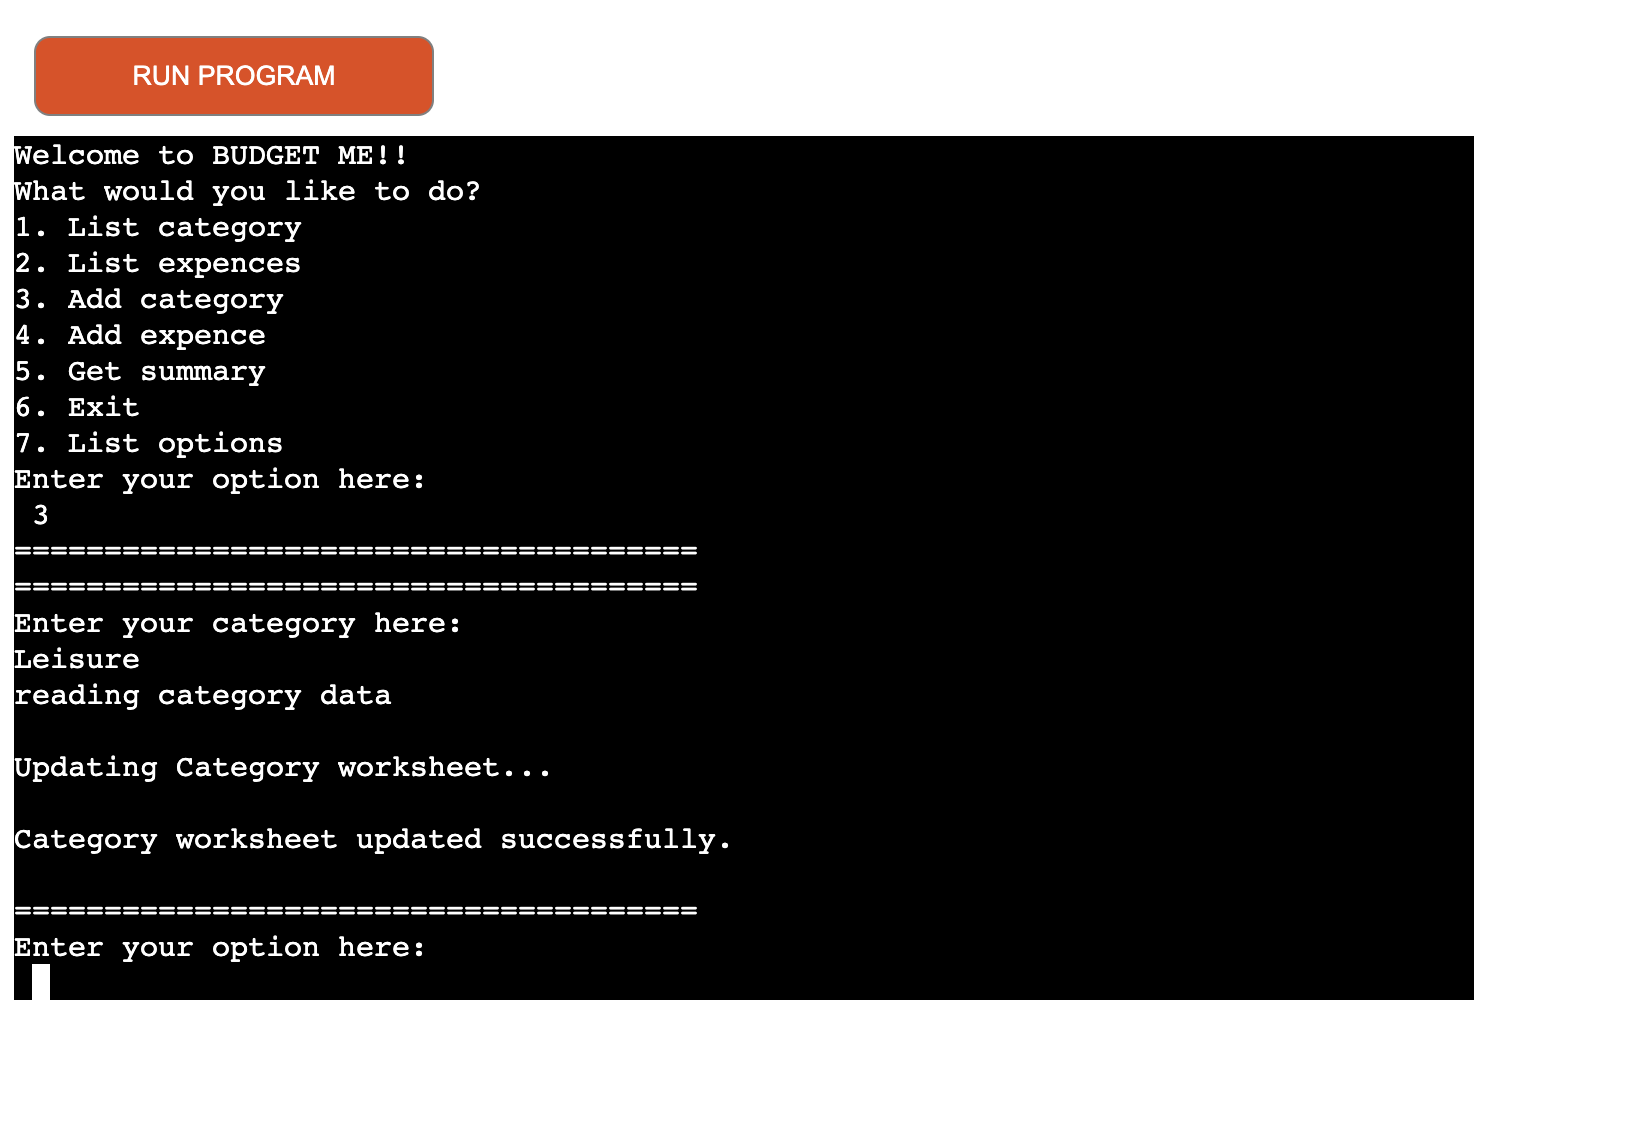 RUN PROGRAM
Welcome to BUDGET ME!!
What would you like to do?
1. List category
2. List expences
3. Add category
4. Add expence
5. Get summary
6. Exit
7. List options
Enter your option here:
3
======================================
======================================
Enter your category here:
Leisure
reading category data
Updating Category worksheet...
Category worksheet updated successfully.
======================================
Enter your option here: